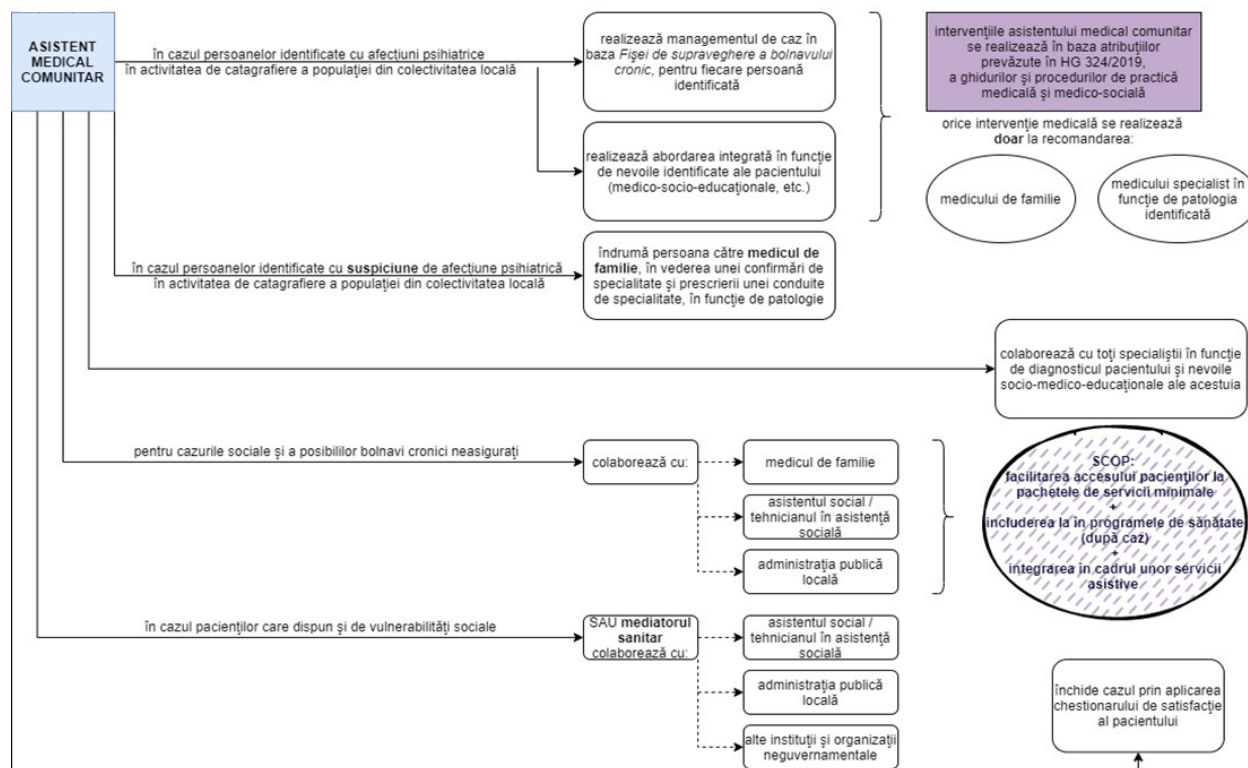 ASISTENT
MEDICAL
COMUNITAR
în cazul persoanelor identificate cu afecțiuni psihiatrice
în activitatea de catagrafiere a populației din colectivitatea locală
realizează managementul de caz în
baza Fișei de supraveghere a bolnavului
cronic, pentru fiecare persoană
identificată
realizează abordarea integrată în funcție
de nevoile identificate ale pacientului
(medico-socio-educaționale, etc.)
intervențiile asistentului medical comunitar
se realizează în baza atribuțiilor
prevăzute în HG 324/2019,
a ghidurilor și procedurilor de practică
medicală și medico-socială
orice intervenție medicală se realizează
doar la recomandarea:
medicului de familie
medicului specialist în
funcție de patologia
identificată
în cazul persoanelor identificate cu suspiciune de afecțiune psihiatrică
în activitatea de catagrafiere a populației din colectivitatea locală
îndrumă persoana către medicul de
familie, în vederea unei confirmări de
specialitate și prescrierii unei conduite
de specialitate, în funcție de patologie
colaborează cu toți specialiștii în funcție
de diagnosticul pacientului și nevoile
socio-medico-educaționale ale acestuia
pentru cazurile sociale și a posibililor bolnavi cronici neasigurați
colaborează cu:
medicul de familie
asistentul social /
tehnicianul în asistență
socială
administrația publică
locală
SCOP:
facilitarea accesului pacienților la
pachetele de servicii minimale
+
includerea la în programele de sănătate
(după caz)
+
integrarea în cadrul unor servicii
asistive
în cazul pacienților care dispun și de vulnerabilități sociale
SAU mediatorul
sanitar
colaborează cu:
asistentul social /
tehnicianul în asistență
socială
administrația publică
locală
alte instituții și organizații
neguvernamentale
închide cazul prin aplicarea
chestionarului de satisfacție
al pacientului